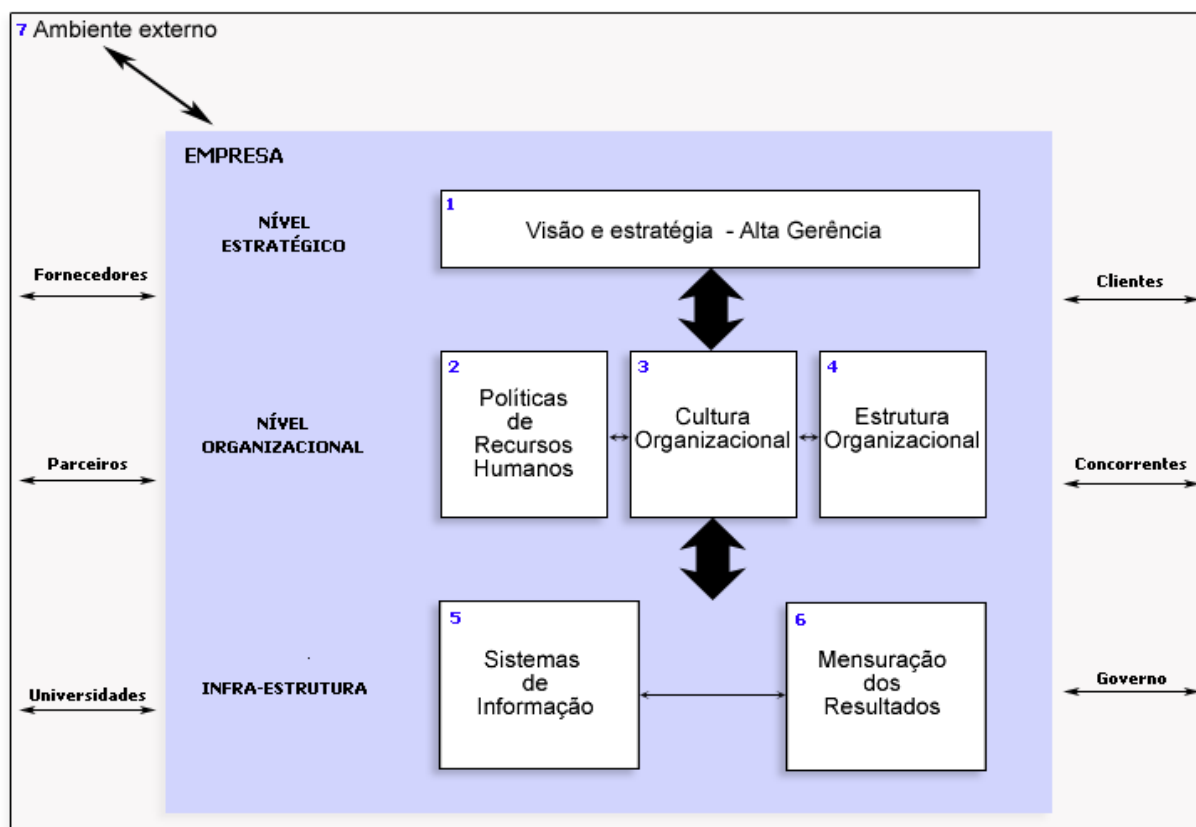 7 Ambiente externo
EMPRESA
NÍVEL
ESTRATÉGICO
1
Visão e estratégia - Alta Gerência
Fornecedores
Clientes
NÍVEL
ORGANIZACIONAL
2
Políticas
de
Recursos
Humanos
3
Cultura
Organizacional
4
Estrutura
Organizacional
Parceiros
Concorrentes
INFRA-ESTRUTURA
5
Sistemas
de
Informação
6
Mensuração
dos
Resultados
Universidades
Governo